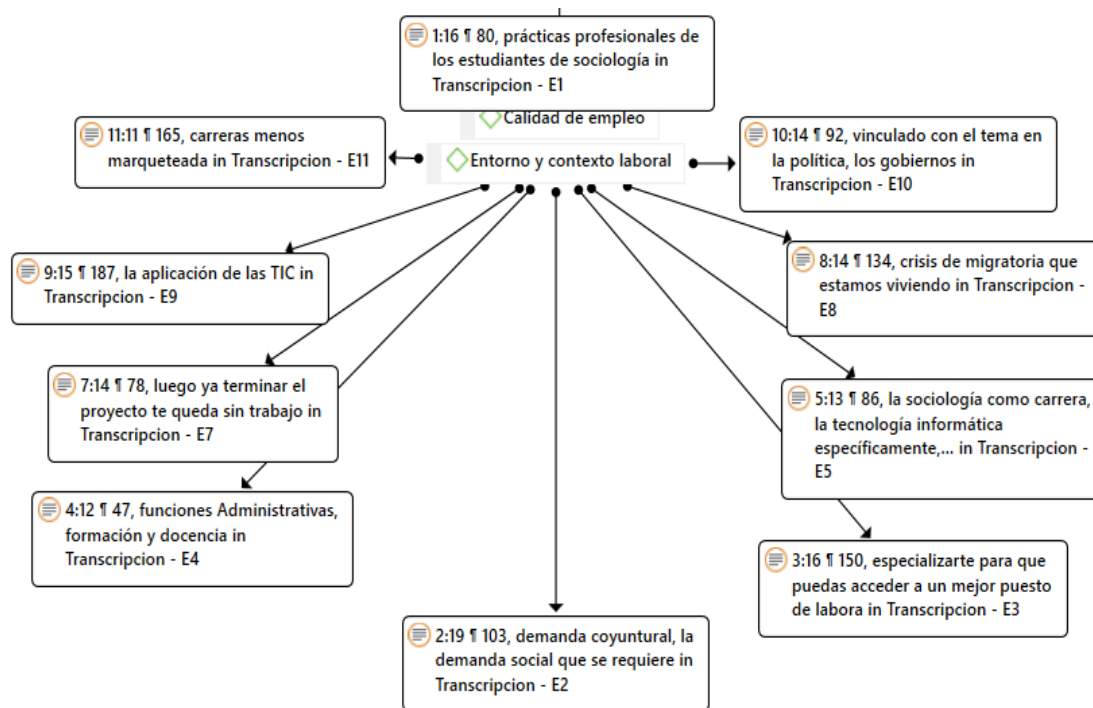 1:16 ¶ 80, prácticas profesionales de
los estudiantes de sociología in
Transcripcion - E1
Calidad de empleo
11:11 ¶ 165, carreras menos
marqueteada in Transcripcion - E11
Entorno y contexto laboral
10:14 ¶ 92, vinculado con el tema en
la política, los gobiernos in
Transcripcion - E10
9:15 ¶ 187, la aplicación de las TIC in
Transcripcion - E9
8:14 ¶ 134, crisis de migratoria que
estamos viviendo in Transcripcion -
E8
7:14 ¶ 78, luego ya terminar el
proyecto te queda sin trabajo in
Transcripcion - E7
5:13 ¶ 86, la sociología como carrera,
la tecnología informática
específicamente,... in Transcripcion -
E5
4:12 ¶ 47, funciones Administrativas,
formación y docencia in
Transcripcion - E4
3:16 ¶ 150, especializarte para que
puedas acceder a un mejor puesto
de labora in Transcripcion - E3
2:19 ¶ 103, demanda coyuntural, la
demanda social que se requiere in
Transcripcion - E2